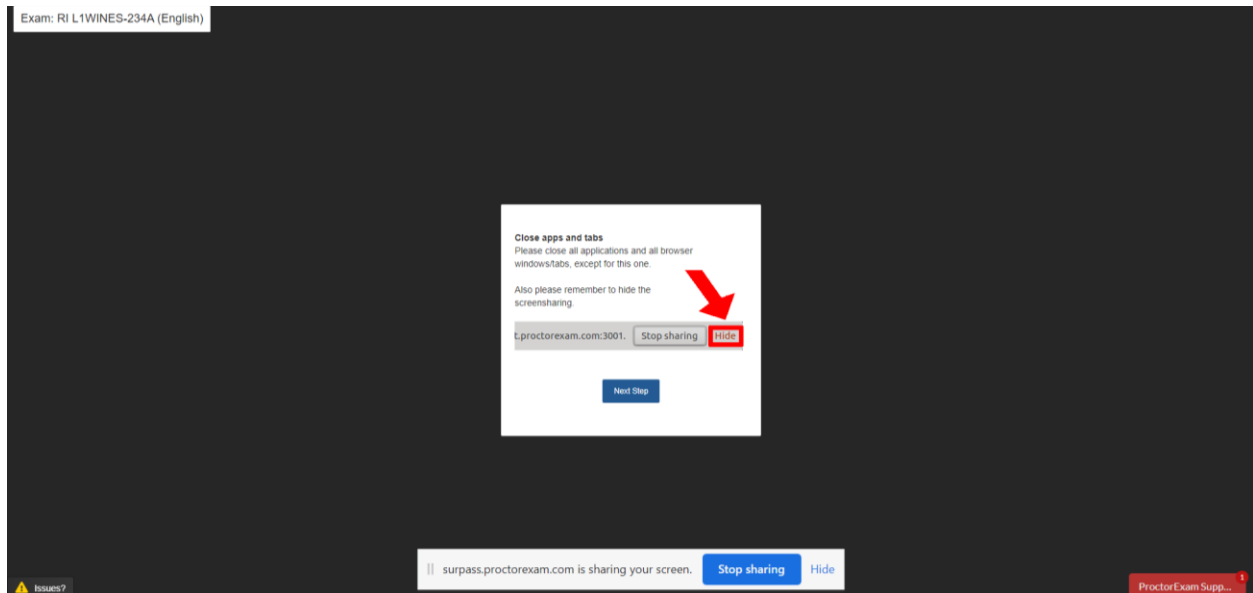 Exam: RI L1WINES-234A (English)
Close apps and tabs
Please close all applications and all browser
windows/tabs, except for this one.
Also please remember to hide the
screensharing.
t.proctorexam.com:3001. Stop sharing Hide
Next Step
surpass.proctorexam.com is sharing your screen. Stop sharing Hide
Issues?
ProctorExam Supp... 1